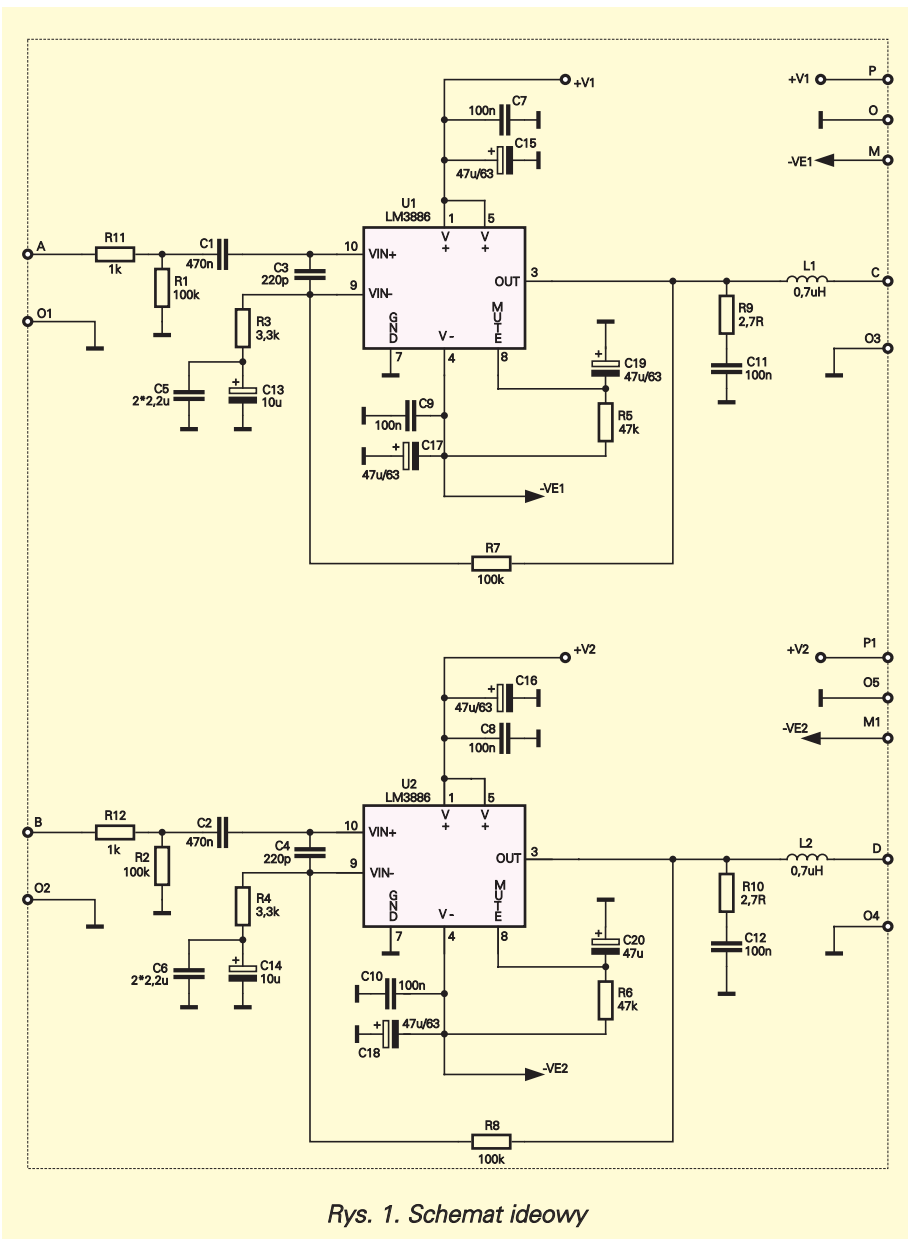 +V1
+V1
P
100n
C7
O
+
C15
47u/63
-VE1
M
U1
LM3886
1
5
V
+
V
+
A
R11
1k
C1
470n
R1
100k
C3
220p
10
VIN+
9
VIN-
OUT
3
L1
0,7uH
C
O1
R3
3,3k
GND
V -
MUTE
7
4
8
R9
2,7R
O3
C5
2*2,2u
+
C13
10u
+
C19
47u/63
C11
100n
C9
100n
R5
47k
+
C17
47u/63
-VE1
R7
100k
+V2
+V2
P1
+
C16
47u/63
O5
C8
100n
-VE2
M1
U2
LM3886
1
5
V
+
V
+
B
R12
1k
C2
470n
R2
100k
C4
220p
10
VIN+
9
VIN-
OUT
3
L2
0,7uH
D
O2
R4
3,3k
GND
V -
MUTE
7
4
8
R10
2,7R
O4
C6
2*2,2u
+
C14
10u
+
C20
47u
C12
100n
C10
100n
R6
47k
+
47u/63
C18
-VE2
R8
100k
Rys. 1. Schemat ideowy